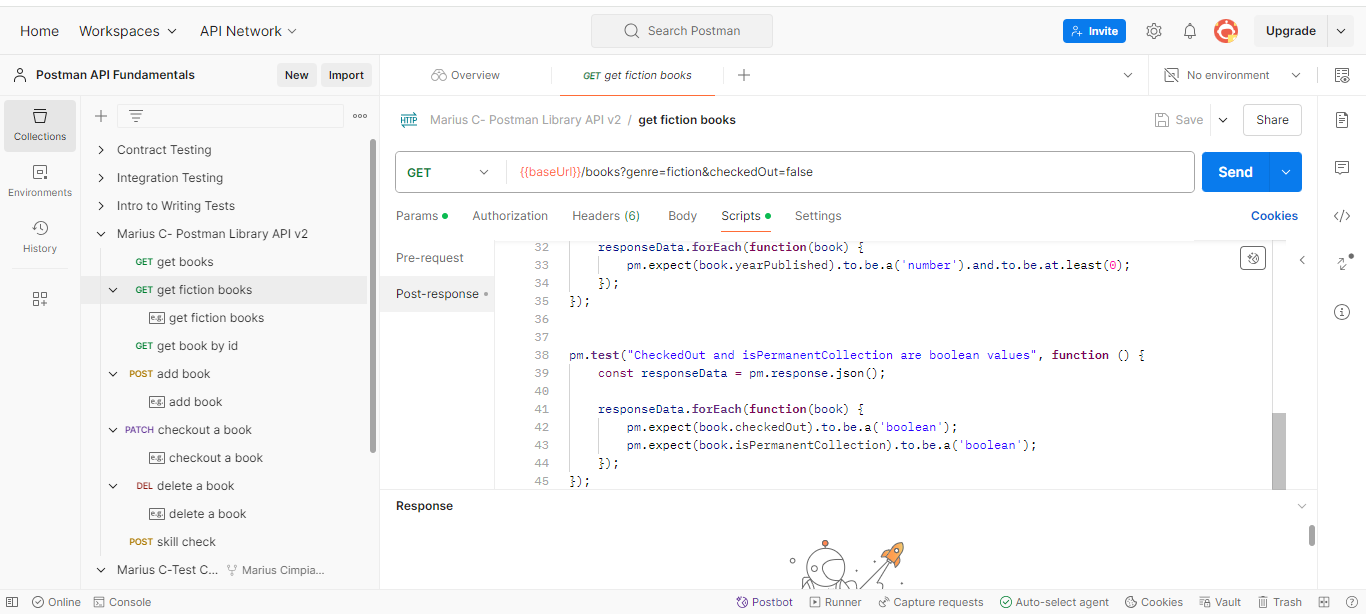 Home Workspaces API Network Search Postman Invite Upgrade
Postman API Fundamentals New Import Overview GET get fiction books No environment
Collections
Environments
History
Contract Testing
Integration Testing
Intro to Writing Tests
Marius C- Postman Library API v2
GET get books
GET get fiction books
e.g. get fiction books
GET get book by id
POST add book
e.g. add book
PATCH checkout a book
e.g. checkout a book
DEL delete a book
e.g. delete a book
POST skill check
Marius C-Test C... Marius Cimpia...
HTTP Marius C- Postman Library API v2 / get fiction books Save Share
GET {{baseUrl}}/books?genre=fiction&checkedOut=false Send
Params Authorization Headers (6) Body Scripts Settings Cookies
Pre-request
Post-response
32 responseData.forEach(function(book) {
33 pm.expect(book.yearPublished).to.be.a('number').and.to.be.at.least(0);
34 });
35 });
36
37
38 pm.test("CheckedOut and isPermanentCollection are boolean values", function () {
39 const responseData = pm.response.json();
40
41 responseData.forEach(function(book) {
42 pm.expect(book.checkedOut).to.be.a('boolean');
43 pm.expect(book.isPermanentCollection).to.be.a('boolean');
44 });
45 });
Response
Online Console Postbot Runner Capture requests Auto-select agent Cookies Vault Trash